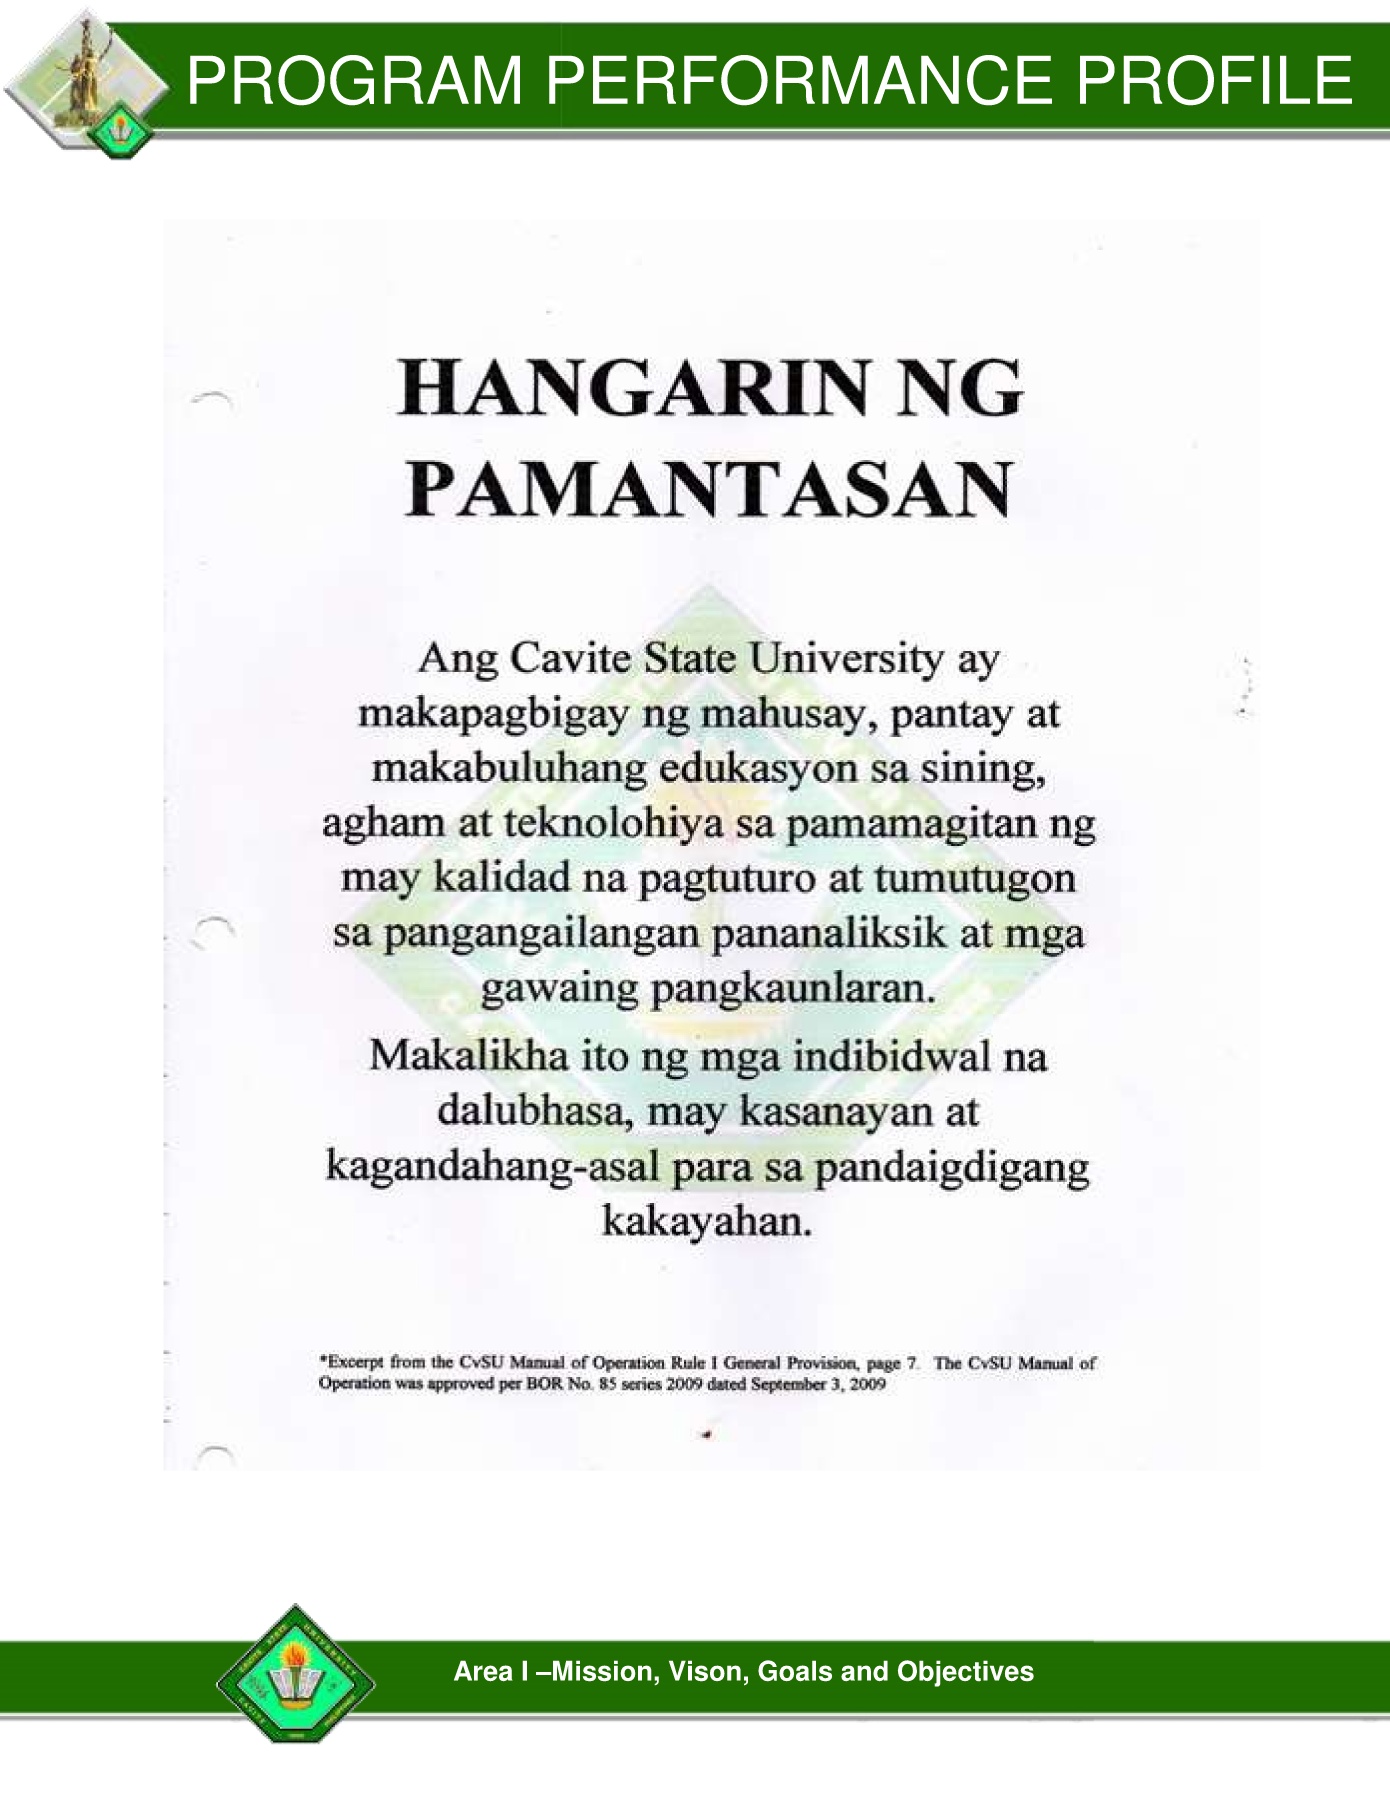 PROGRAM PERFORMANCE PROFILE
HANGARIN NG
PAMANTASAN
Ang Cavite State University ay
makapagbigay ng mahusay, pantay at
makabuluhang edukasyon sa sining,
agham at teknolohiya sa pamamagitan ng
may kalidad na pagtuturo at tumutugon
sa pangangailangan pananaliksik at mga
gawaing pangkaunlaran.
Makalikha ito ng mga indibidwal na
dalubhasa, may kasanayan at
kagandahang-asal para sa pandaigdigang
kakayahan.
*Excerpt from the CvSU Manual of Operation Rule I General Provision, page 7. The CvSU Manual of
Operation was approved per BOR No. 85 series 2009 dated September 3, 2009
Area I –Mission, Vison, Goals and Objectives